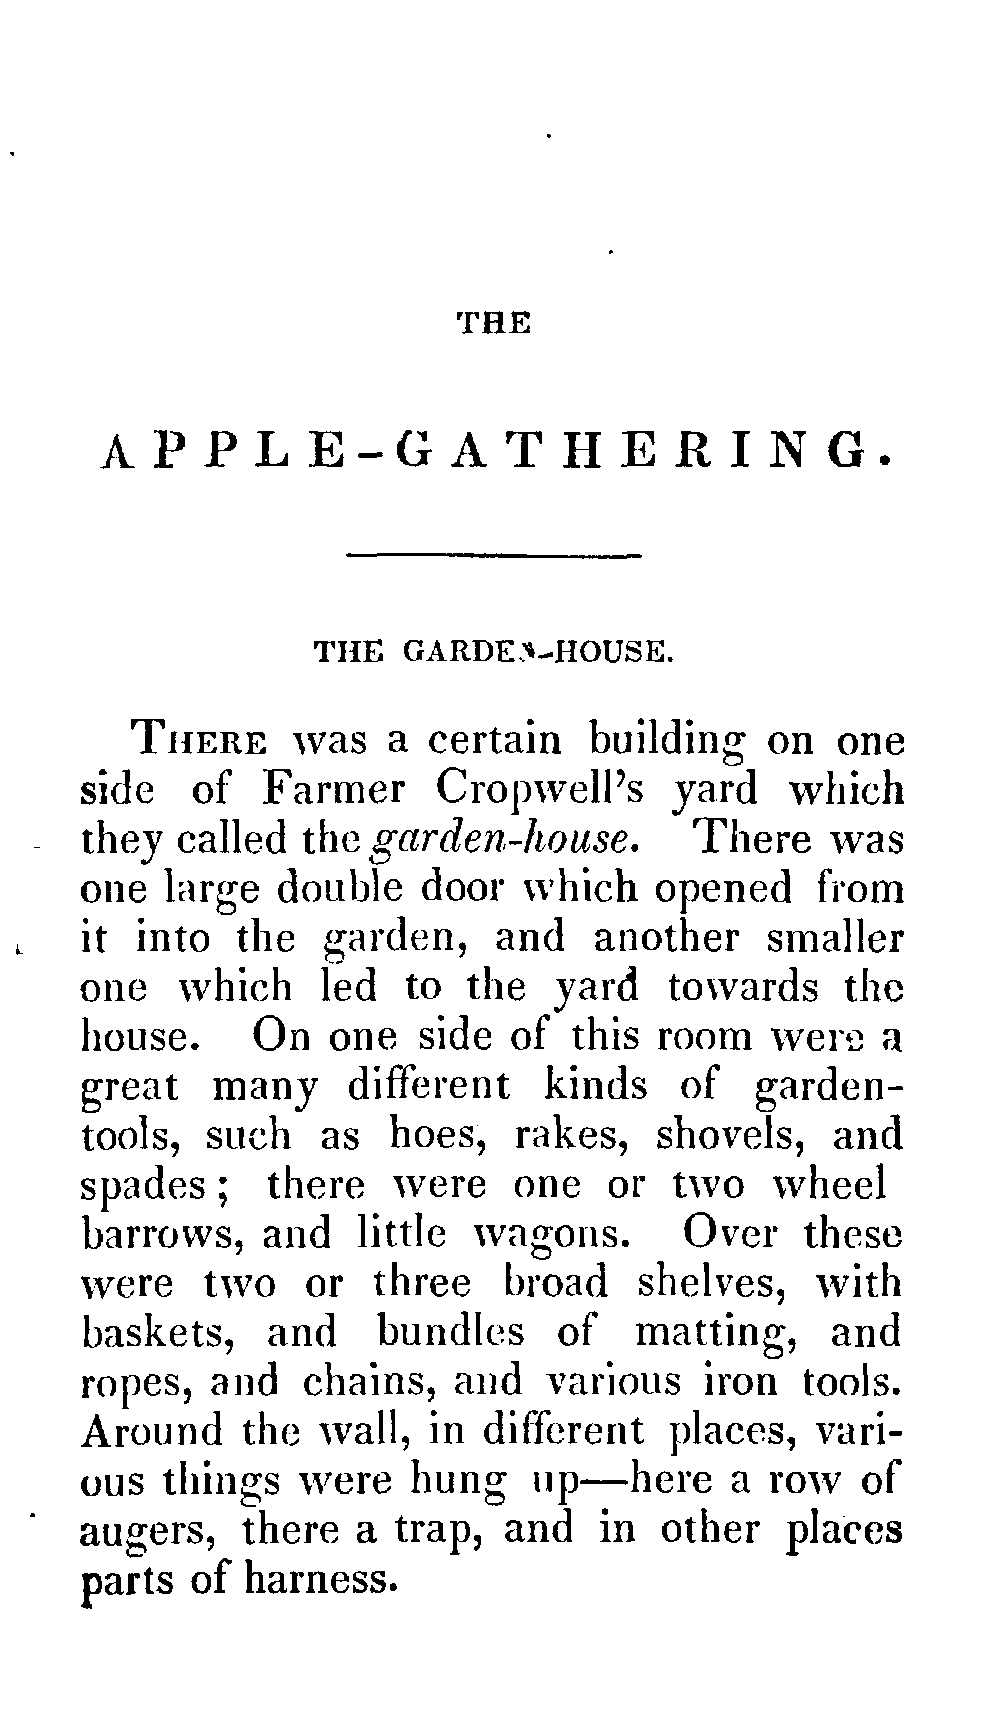 THE
APPLE-GATHERING.
THE GARDEN-HOUSE.
THERE was a certain building on one
side of Farmer Cropwell's yard which
they called the garden-house. There was
one large double door which opened from
it into the garden, and another smaller
one which led to the yard towards the
house. On one side of this room were a
great many different kinds of garden-
tools, such as hoes, rakes, shovels, and
spades; there were one or two wheel
barrows, and little wagons. Over these
were two or three broad shelves, with
baskets, and bundles of matting, and
ropes, and chains, and various iron tools.
Around the wall, in different places, vari-
ous things were hung up—here a row of
augers, there a trap, and in other places
parts of harness.